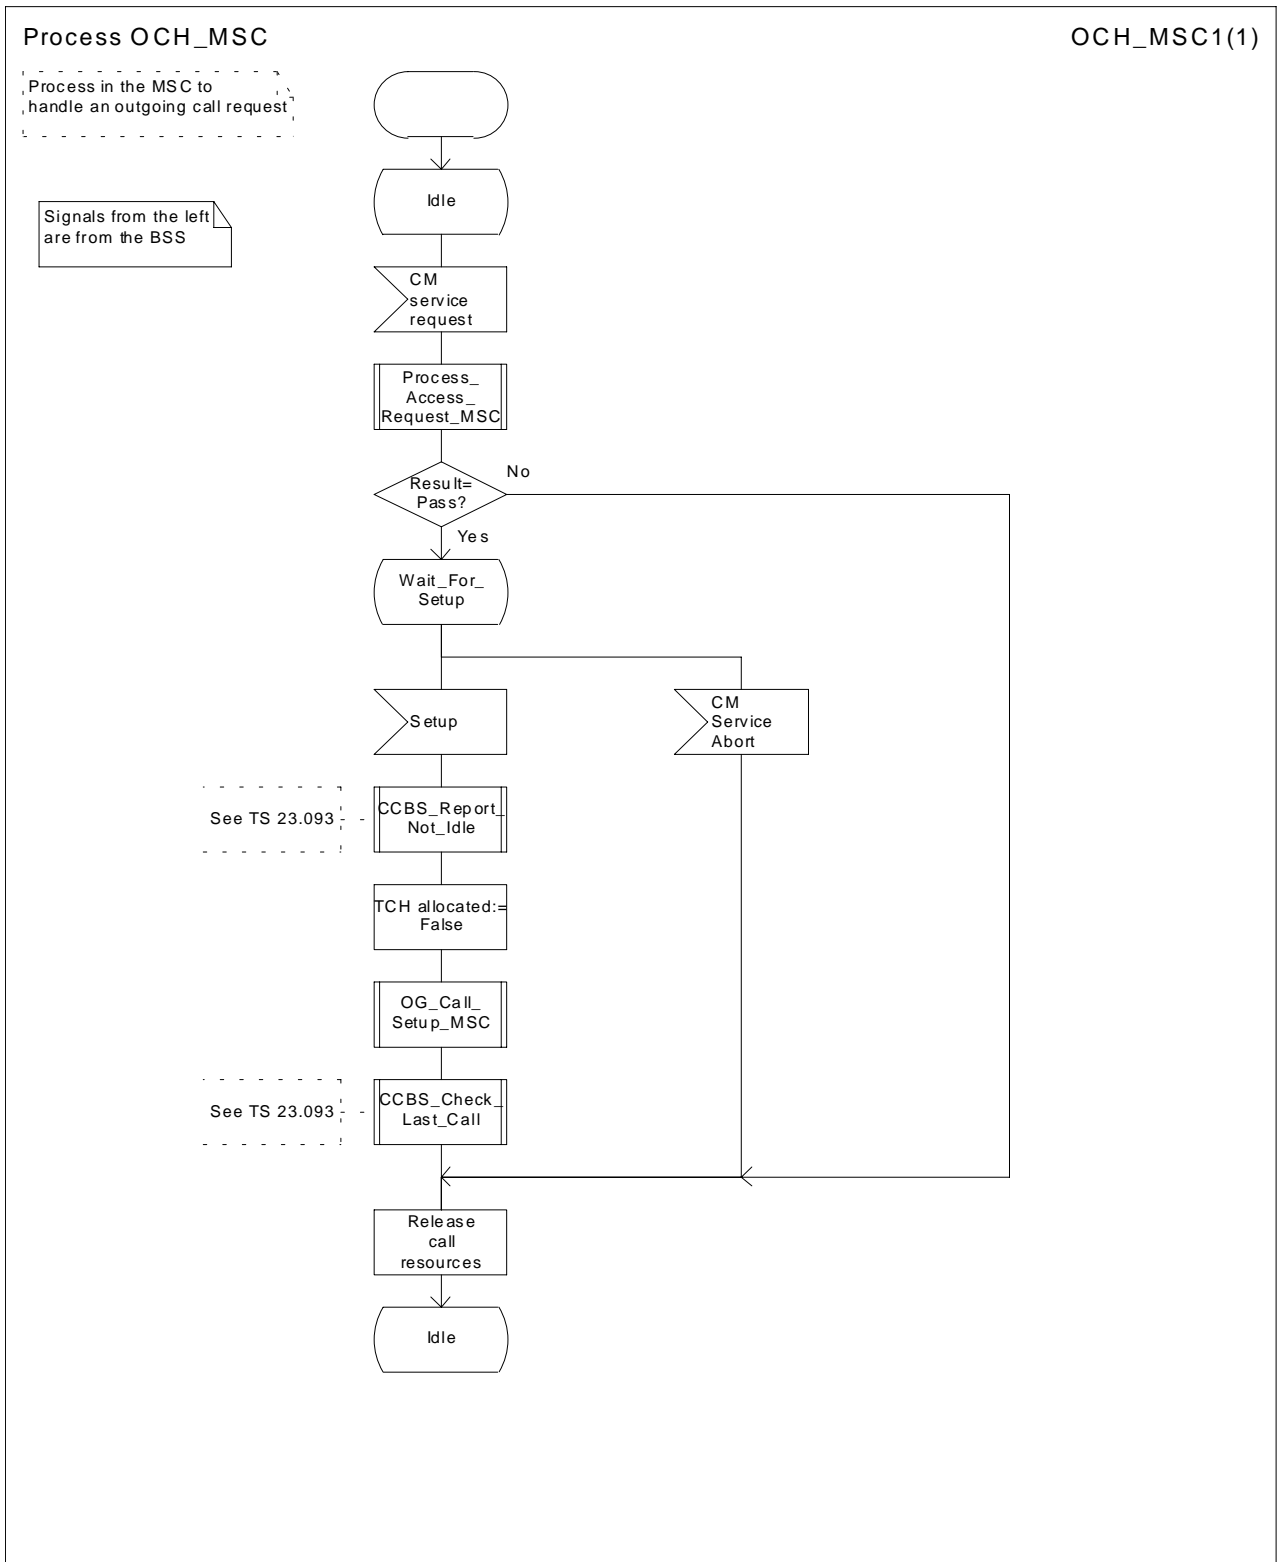 Process OCH_MSC
OCH_MSC1(1)
Process in the MSC to
handle an outgoing call request
Signals from the left
are from the BSS
Idle
CM
service
request
Process_
Access_
Request_MSC
Result=
Pass?
No
Yes
Wait_For_
Setup
Setup
CM
Service
Abort
See TS 23.093
CCBS_Report_
Not_Idle
TCH allocated:=
False
OG_Call_
Setup_MSC
See TS 23.093
CCBS_Check_
Last_Call
Release
call
resources
Idle